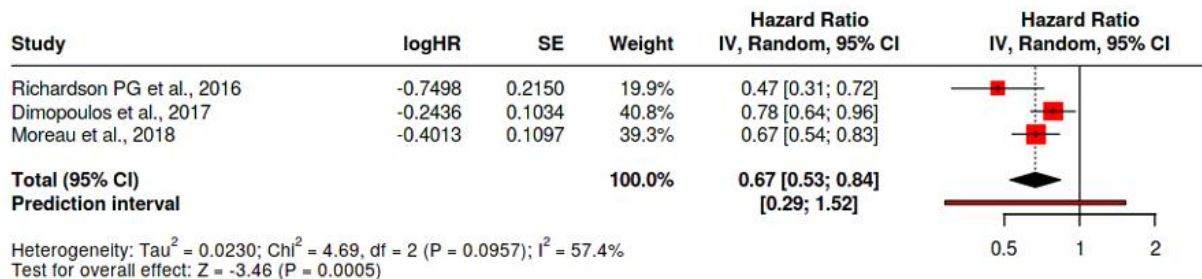 Hazard Ratio Hazard Ratio
Study logHR SE Weight IV, Random, 95% CI IV, Random, 95% CI
Richardson PG et al., 2016 -0.7498 0.2150 19.9% 0.47 [0.31; 0.72]
Dimopoulos et al., 2017 -0.2436 0.1034 40.8% 0.78 [0.64; 0.96]
Moreau et al., 2018 -0.4013 0.1097 39.3% 0.67 [0.54; 0.83]
Total (95% CI) 100.0% 0.67 [0.53; 0.84]
Prediction interval [0.29; 1.52]
0.5 1 2
Heterogeneity: Tau² = 0.0230; Chi² = 4.69, df = 2 (P = 0.0957); I² = 57.4%
Test for overall effect: Z = -3.46 (P = 0.0005)